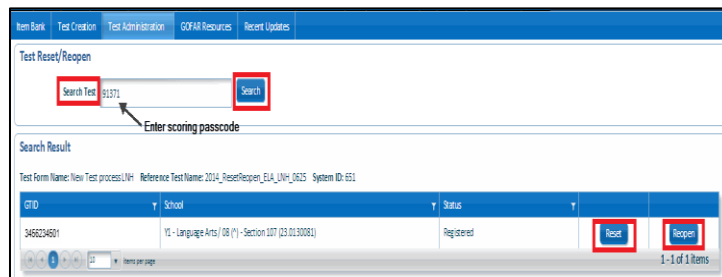 Item Bank Test Creation Test Administration GOFAR Resources Recent Updates
Test Reset/Reopen
Search Test 91371 Search
Enter scoring passcode
Search Result
Test Form Name: New Test process LNH Reference Test Name: 2014_ResetReopen_ELA_LNH_0625 System ID: 651
GTID School Status
3456234501 Y1 - Language Arts / 08 (^) - Section 107 (23.0130081) Registered Reset Reopen
1 10 items per page 1 - 1 of 1 items